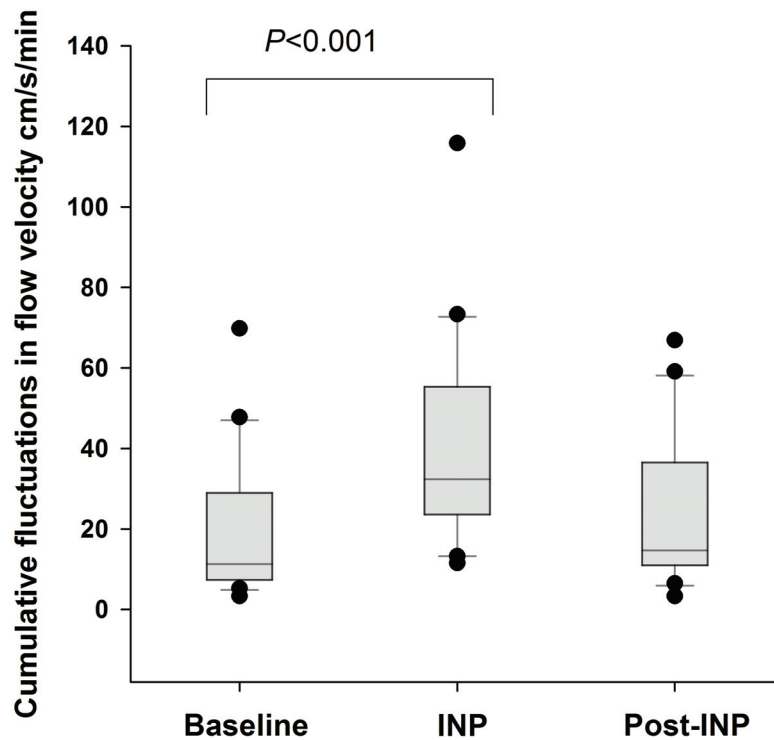 P<0.001
Cumulative fluctuations in flow velocity cm/s/min
140
120
100
80
60
40
20
0
Baseline INP Post-INP